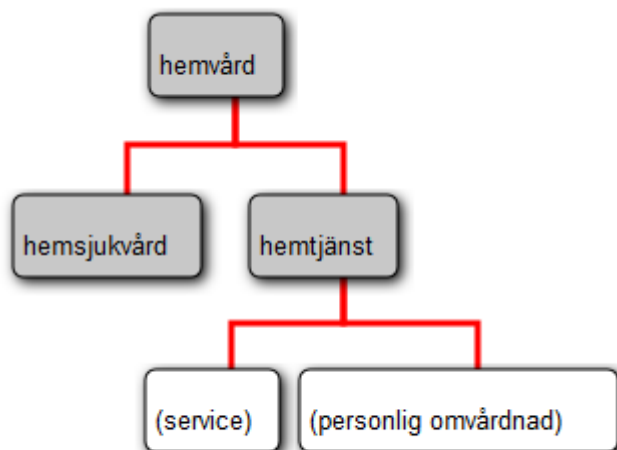 hemvård
hemsjukvård
hemtjänst
(service)
(personlig omvårdnad)